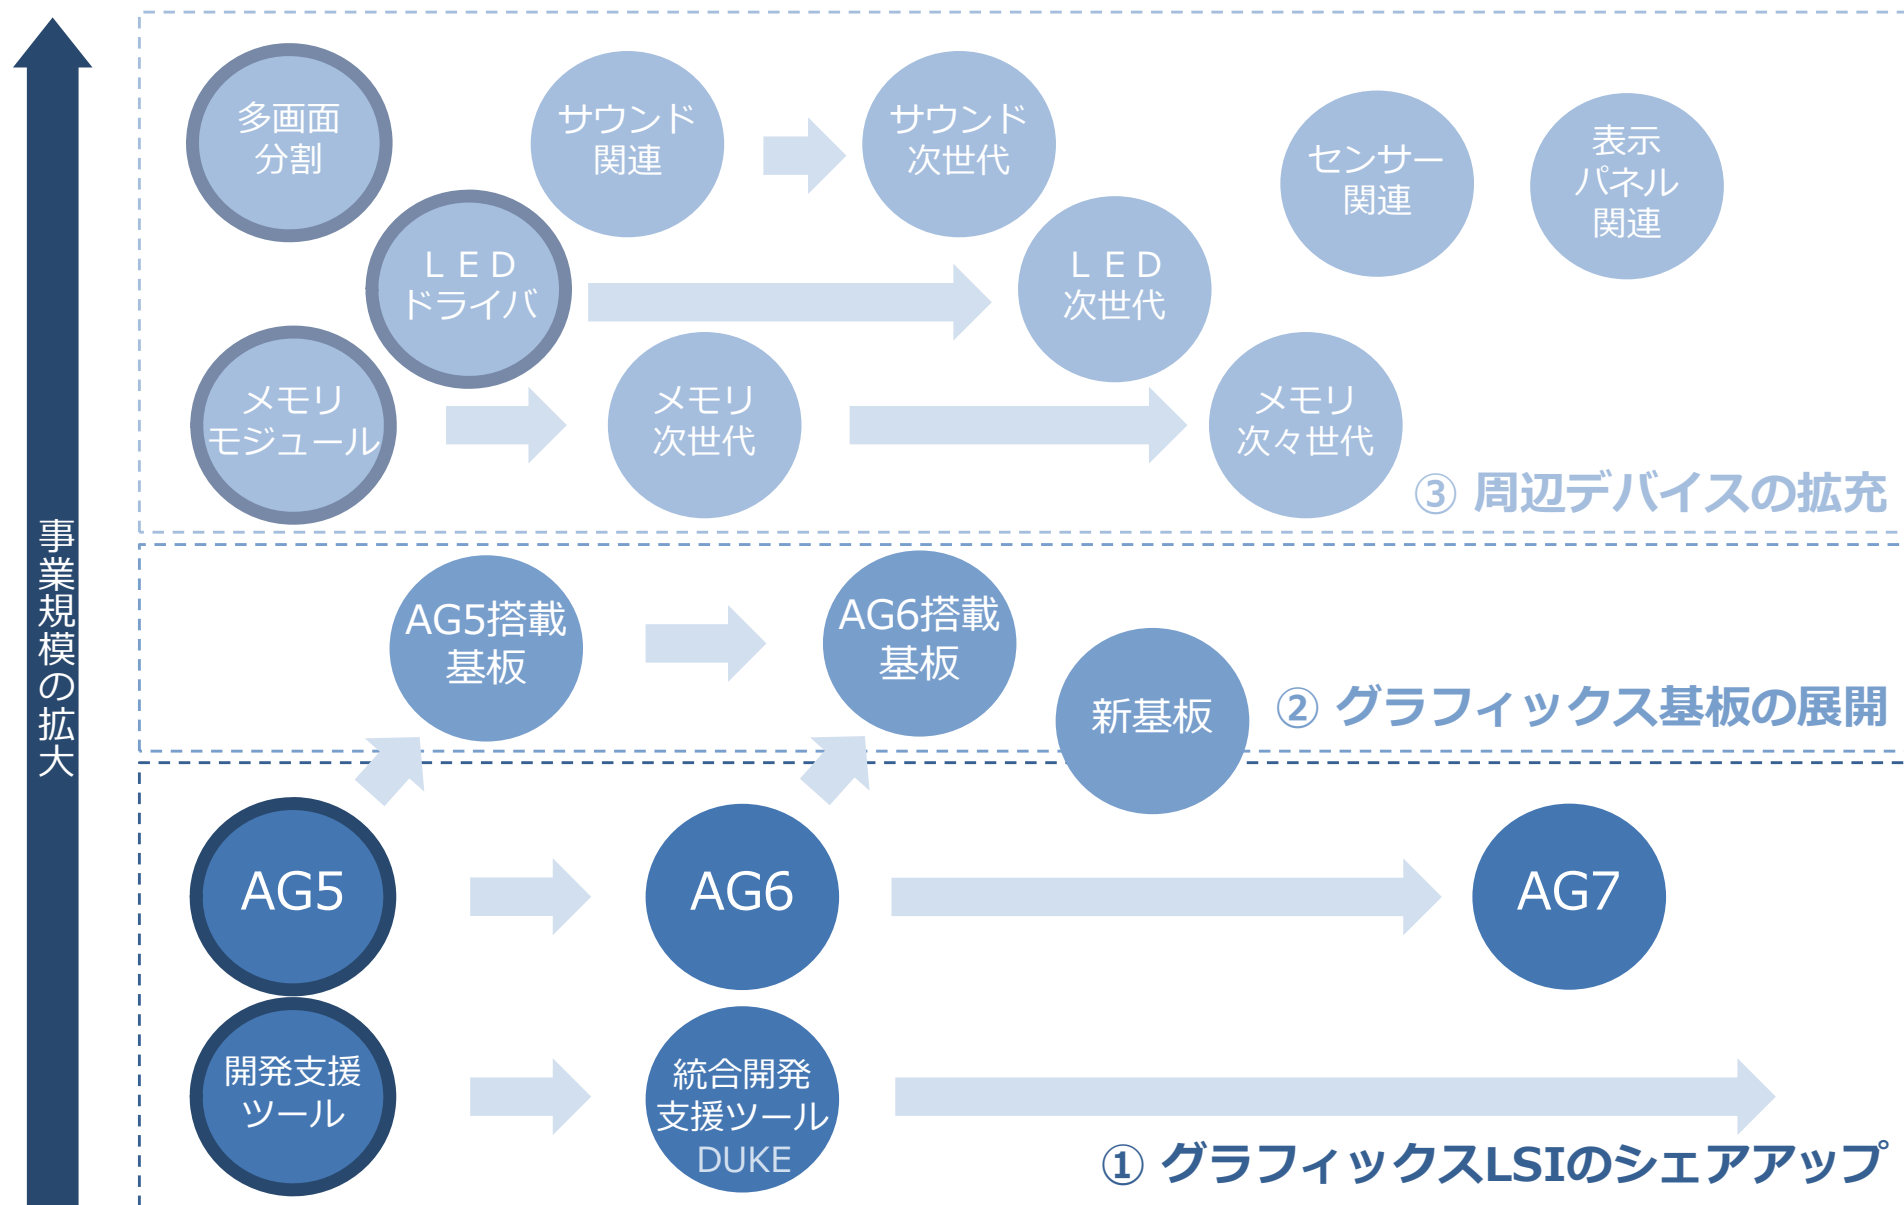 事業規模の拡大
多画面
分割
サウンド
関連
サウンド
次世代
センサー
関連
表示
パネル
関連
ＬＥＤ
ドライバ
ＬＥＤ
次世代
メモリ
モジュール
メモリ
次世代
メモリ
次々世代
③ 周辺デバイスの拡充
AG5搭載
基板
AG6搭載
基板
新基板
② グラフィックス基板の展開
AG5
AG6
AG7
開発支援
ツール
統合開発
支援ツール
DUKE
① グラフィックスLSIのシェアアップ